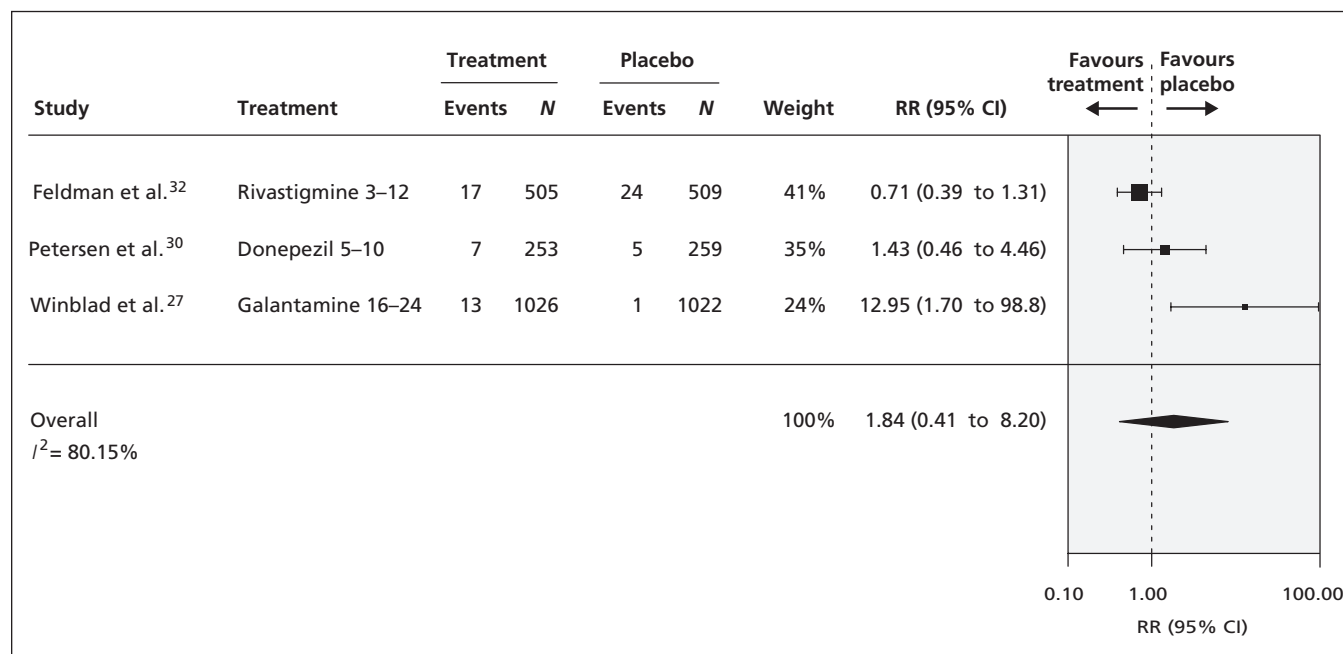 Treatment Placebo Favours treatment Favours placebo
Study Treatment Events N Events N Weight RR (95% CI)
Feldman et al.32 Rivastigmine 3–12 17 505 24 509 41% 0.71 (0.39 to 1.31)
Petersen et al.30 Donepezil 5–10 7 253 5 259 35% 1.43 (0.46 to 4.46)
Winblad et al.27 Galantamine 16–24 13 1026 1 1022 24% 12.95 (1.70 to 98.8)
Overall 100% 1.84 (0.41 to 8.20)
I2 = 80.15%
0.10 1.00 100.00
RR (95% CI)